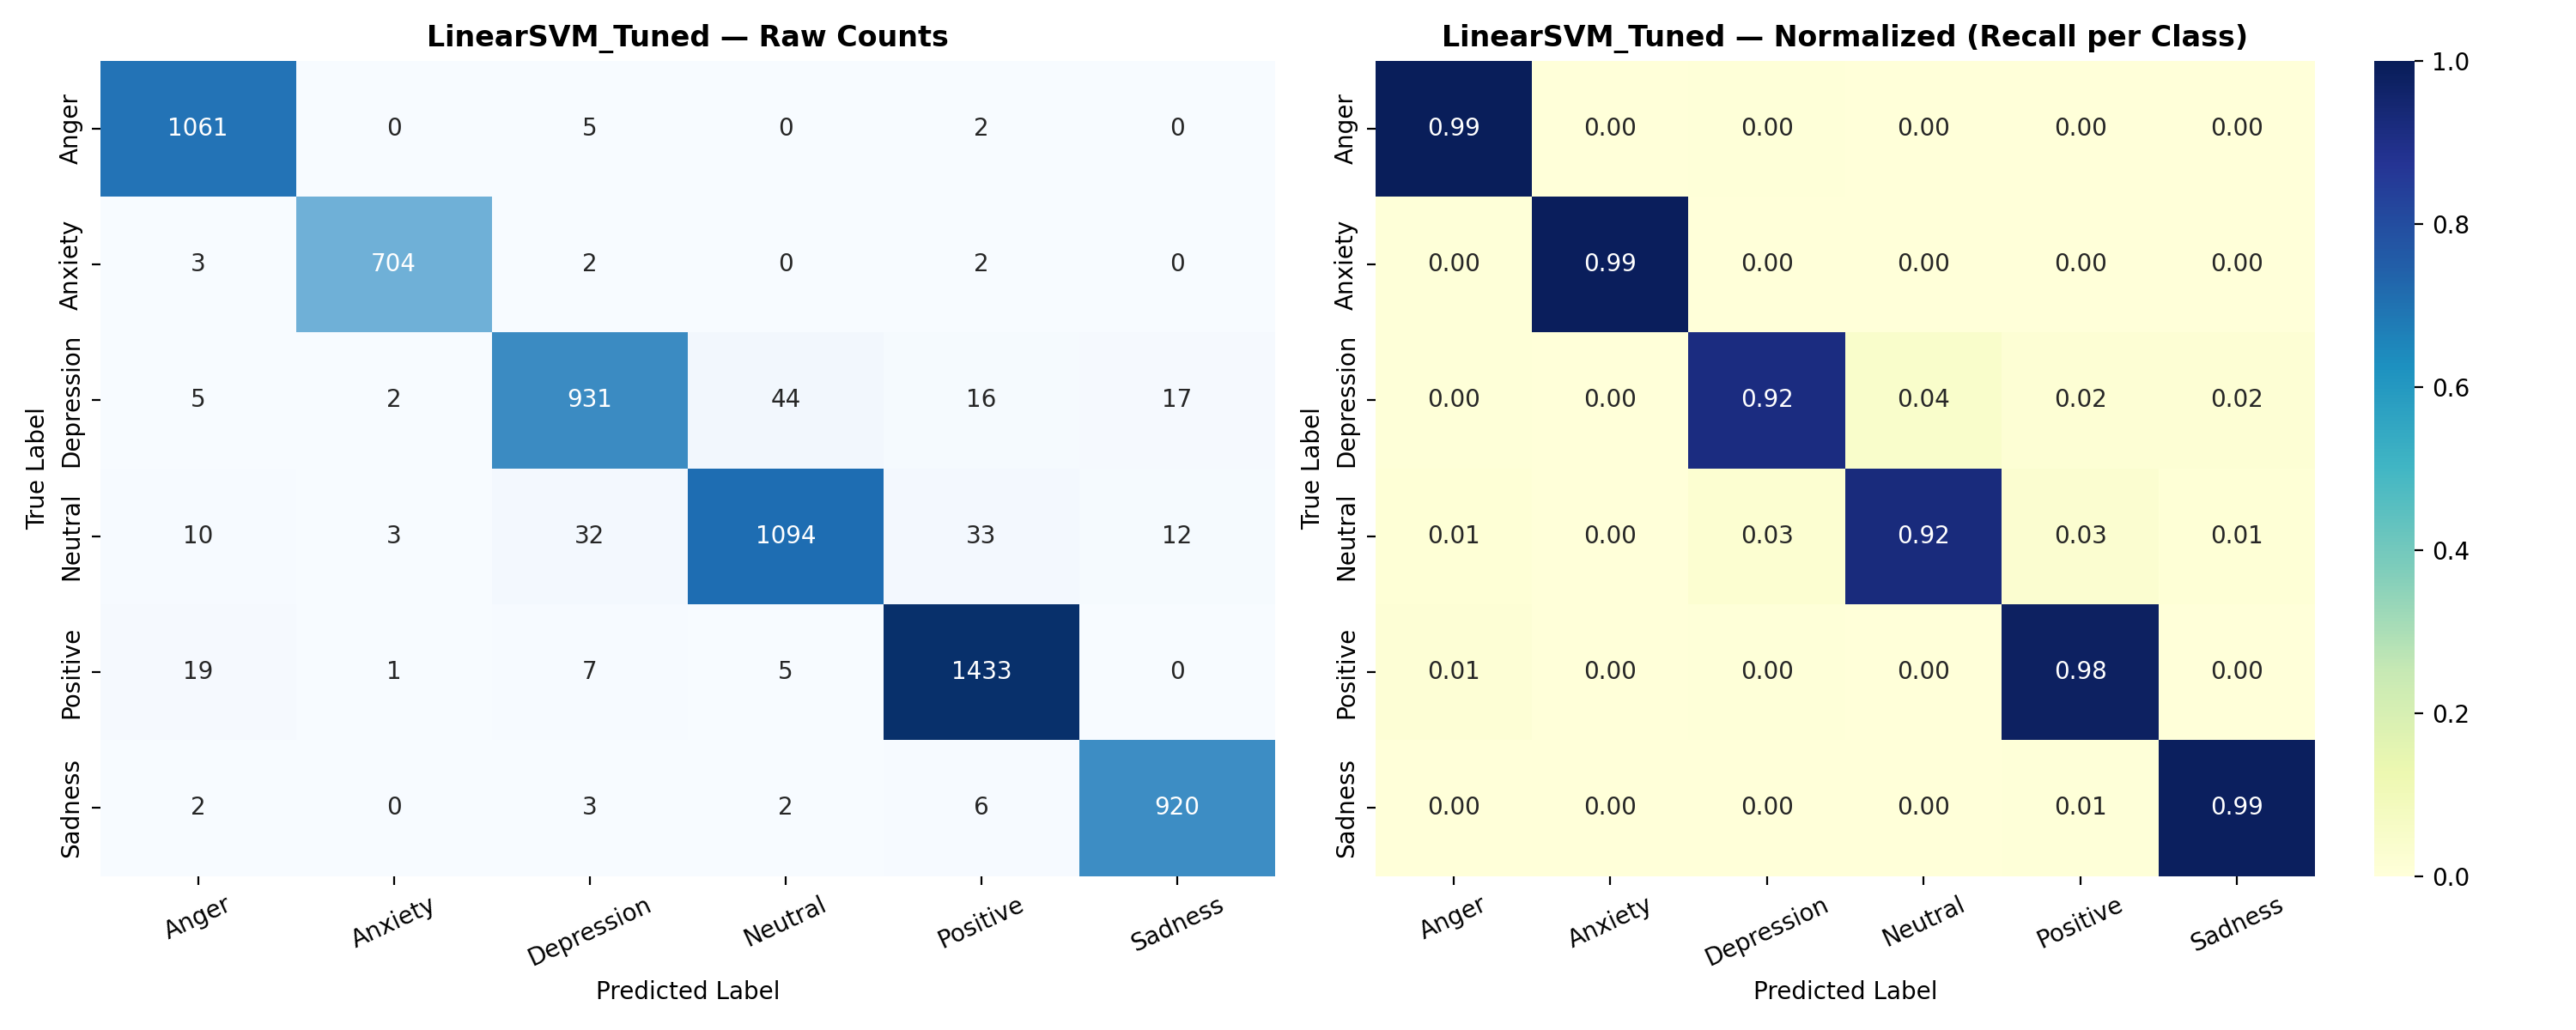 LinearSVM_Tuned — Raw Counts
True Label
Anger 1061 0 5 0 2 0
Anxiety 3 704 2 0 2 0
Depression 5 2 931 44 16 17
Neutral 10 3 32 1094 33 12
Positive 19 1 7 5 1433 0
Sadness 2 0 3 2 6 920
Anger Anxiety Depression Neutral Positive Sadness
Predicted Label
LinearSVM_Tuned — Normalized (Recall per Class)
True Label
Anger 0.99 0.00 0.00 0.00 0.00 0.00
Anxiety 0.00 0.99 0.00 0.00 0.00 0.00
Depression 0.00 0.00 0.92 0.04 0.02 0.02
Neutral 0.01 0.00 0.03 0.92 0.03 0.01
Positive 0.01 0.00 0.00 0.00 0.98 0.00
Sadness 0.00 0.00 0.00 0.00 0.01 0.99
Anger Anxiety Depression Neutral Positive Sadness
Predicted Label
1.0
0.8
0.6
0.4
0.2
0.0